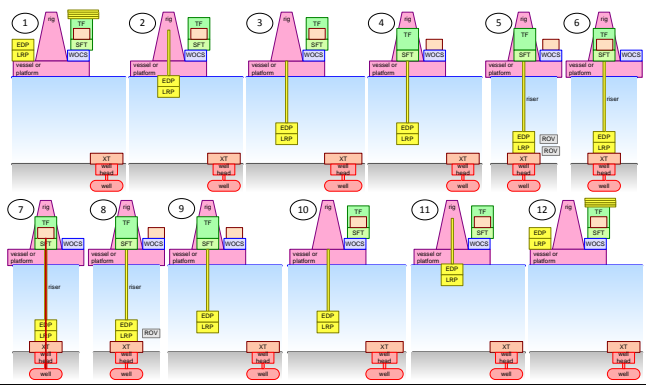 1
rig
TF
SFT
EDP
LRP
WOCS
vessel or
platform
XT
well
head
well
2
rig
TF
SFT
WOCS
vessel or
platform
EDP
LRP
XT
well
head
well
3
rig
TF
SFT
WOCS
vessel or
platform
EDP
LRP
XT
well
head
well
4
rig
TF
SFT
WOCS
vessel or
platform
EDP
LRP
XT
well
head
well
5
rig
TF
SFT
WOCS
vessel or
platform
riser
EDP
LRP
ROV
ROV
XT
well
head
well
6
rig
TF
SFT
WOCS
vessel or
platform
riser
EDP
LRP
XT
well
head
well
7
rig
TF
SFT
WOCS
vessel or
platform
riser
EDP
LRP
XT
well
head
well
8
rig
TF
SFT
WOCS
vessel or
platform
riser
EDP
LRP
ROV
XT
well
head
well
9
rig
TF
SFT
WOCS
vessel or
platform
EDP
LRP
XT
well
head
well
10
rig
TF
SFT
WOCS
vessel or
platform
EDP
LRP
XT
well
head
well
11
rig
TF
SFT
WOCS
vessel or
platform
EDP
LRP
XT
well
head
well
12
rig
TF
SFT
EDP
LRP
WOCS
vessel or
platform
XT
well
head
well